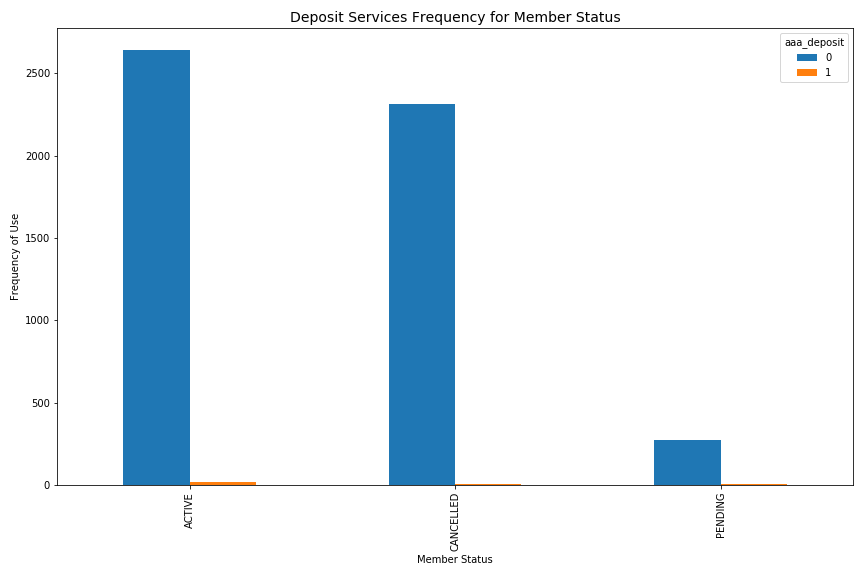 Deposit Services Frequency for Member Status
aaa_deposit
0
1
2500
2000
1500
1000
500
0
Frequency of Use
ACTIVE
CANCELLED
PENDING
Member Status